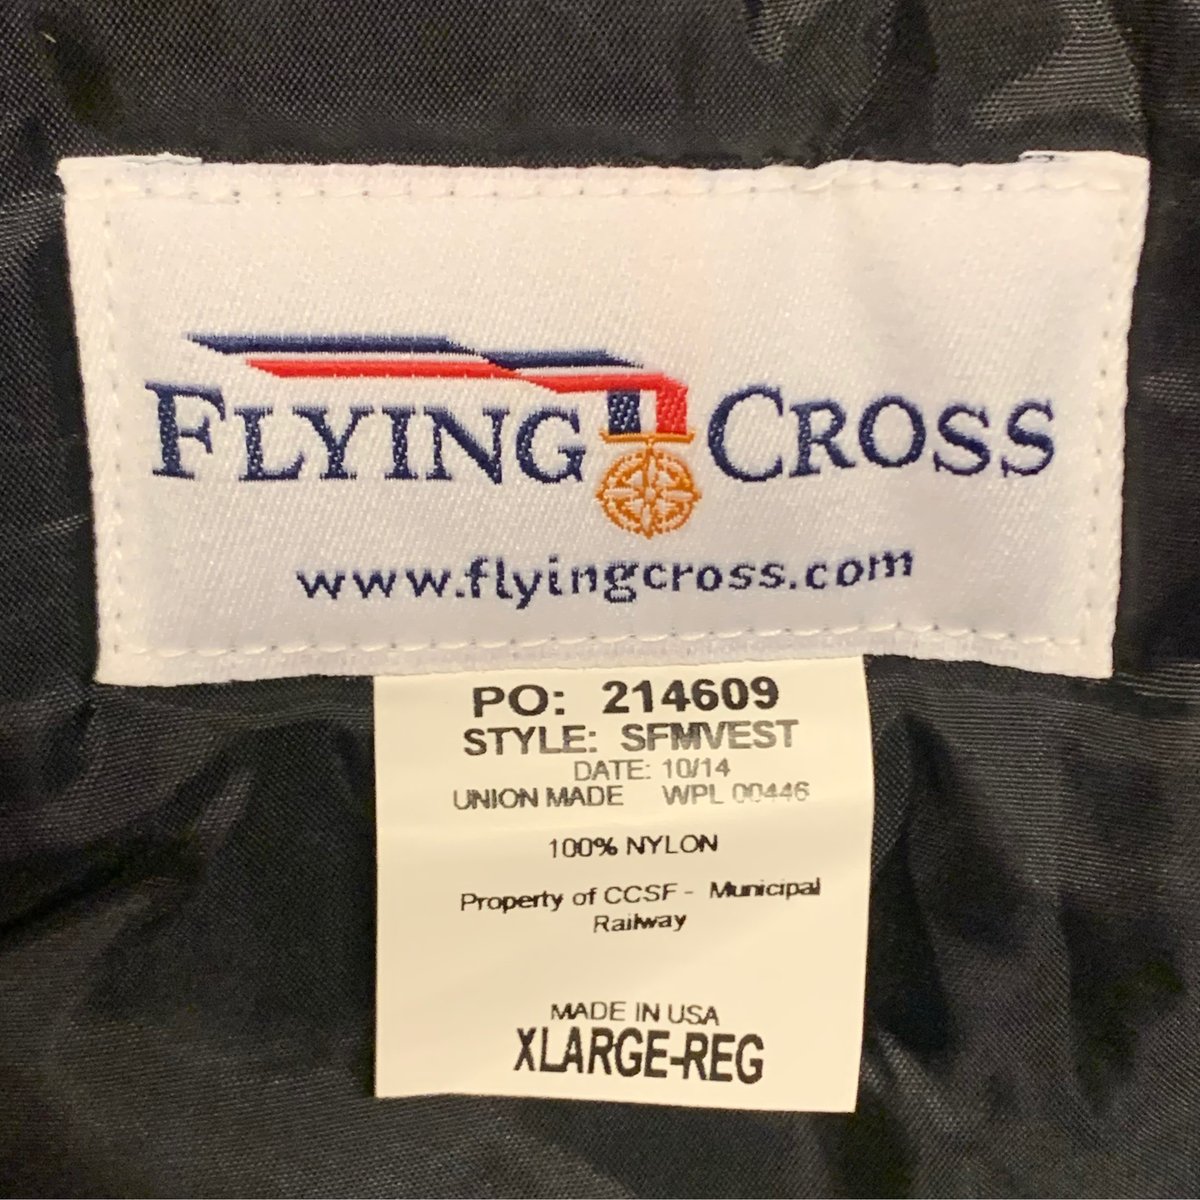 FLYING CROSS
www.flyingcross.com
PO: 214609
STYLE: SFMVEST
DATE: 10/14
UNION MADE WPL 00446
100% NYLON
Property of CCSF - Municipal
Railway
MADE IN USA
XLARGE-REG